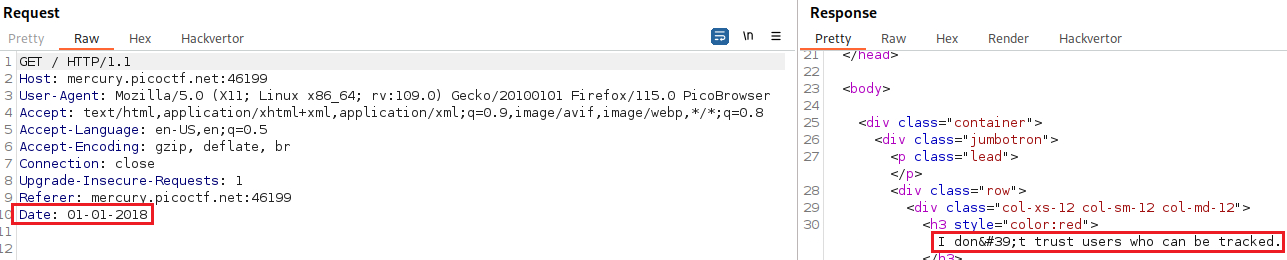 Request
Pretty Raw Hex Hackvertor
\n
1 GET / HTTP/1.1
2 Host: mercury.picoctf.net:46199
3 User-Agent: Mozilla/5.0 (X11; Linux x86_64; rv:109.0) Gecko/20100101 Firefox/115.0 PicoBrowser
4 Accept: text/html,application/xhtml+xml,application/xml;q=0.9,image/avif,image/webp,*/*;q=0.8
5 Accept-Language: en-US,en;q=0.5
6 Accept-Encoding: gzip, deflate, br
7 Connection: close
8 Upgrade-Insecure-Requests: 1
9 Referer: mercury.picoctf.net:46199
10 Date: 01-01-2018
11
12
Response
Pretty Raw Hex Render Hackvertor
21 </head>
22
23 <body>
24
25 <div class="container">
26 <div class="jumbotron">
27 <p class="lead">
</p>
28 <div class="row">
29 <div class="col-xs-12 col-sm-12 col-md-12">
30 <h3 style="color:red">
I don&#39;t trust users who can be tracked.
</h3>